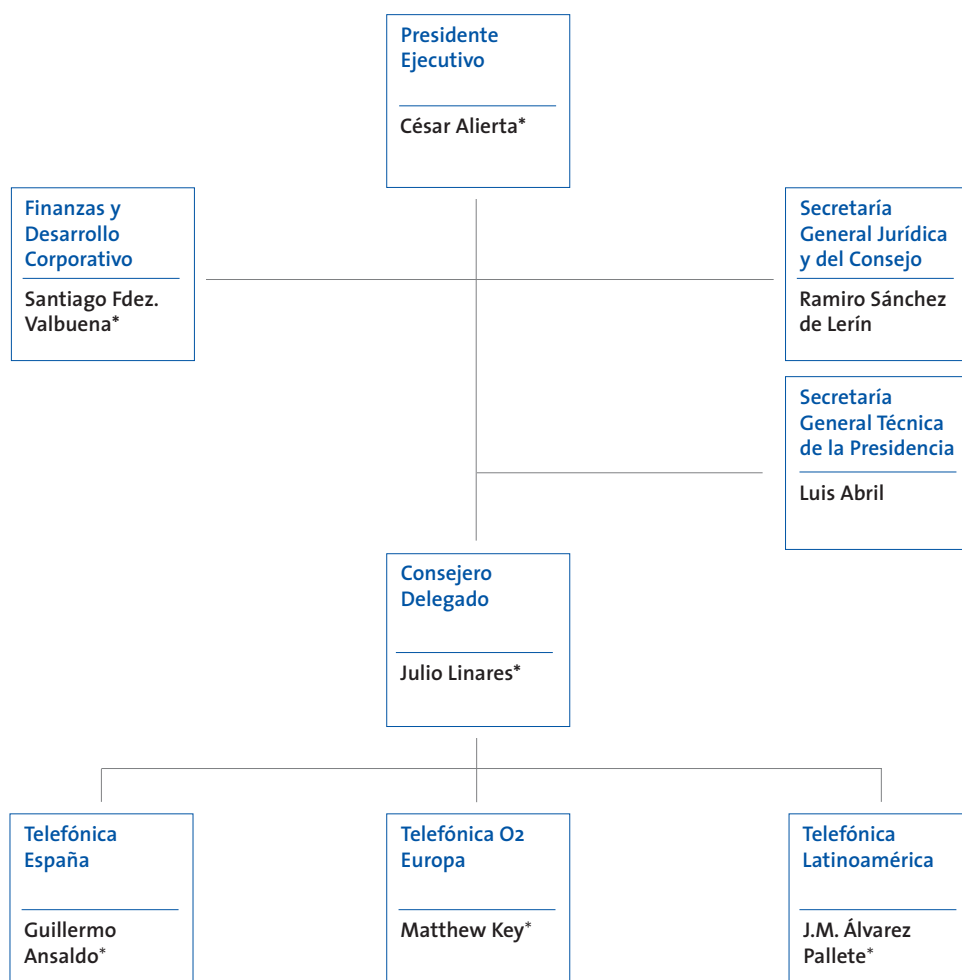 Presidente
Ejecutivo
César Alierta*
Finanzas y
Desarrollo
Corporativo
Santiago Fdez.
Valbuena*
Secretaría
General Jurídica
y del Consejo
Ramiro Sánchez
de Lerín
Secretaría
General Técnica
de la Presidencia
Luis Abril
Consejero
Delegado
Julio Linares*
Telefónica
España
Guillermo
Ansaldo*
Telefónica O2
Europa
Matthew Key*
Telefónica
Latinoamérica
J.M. Álvarez
Pallete*